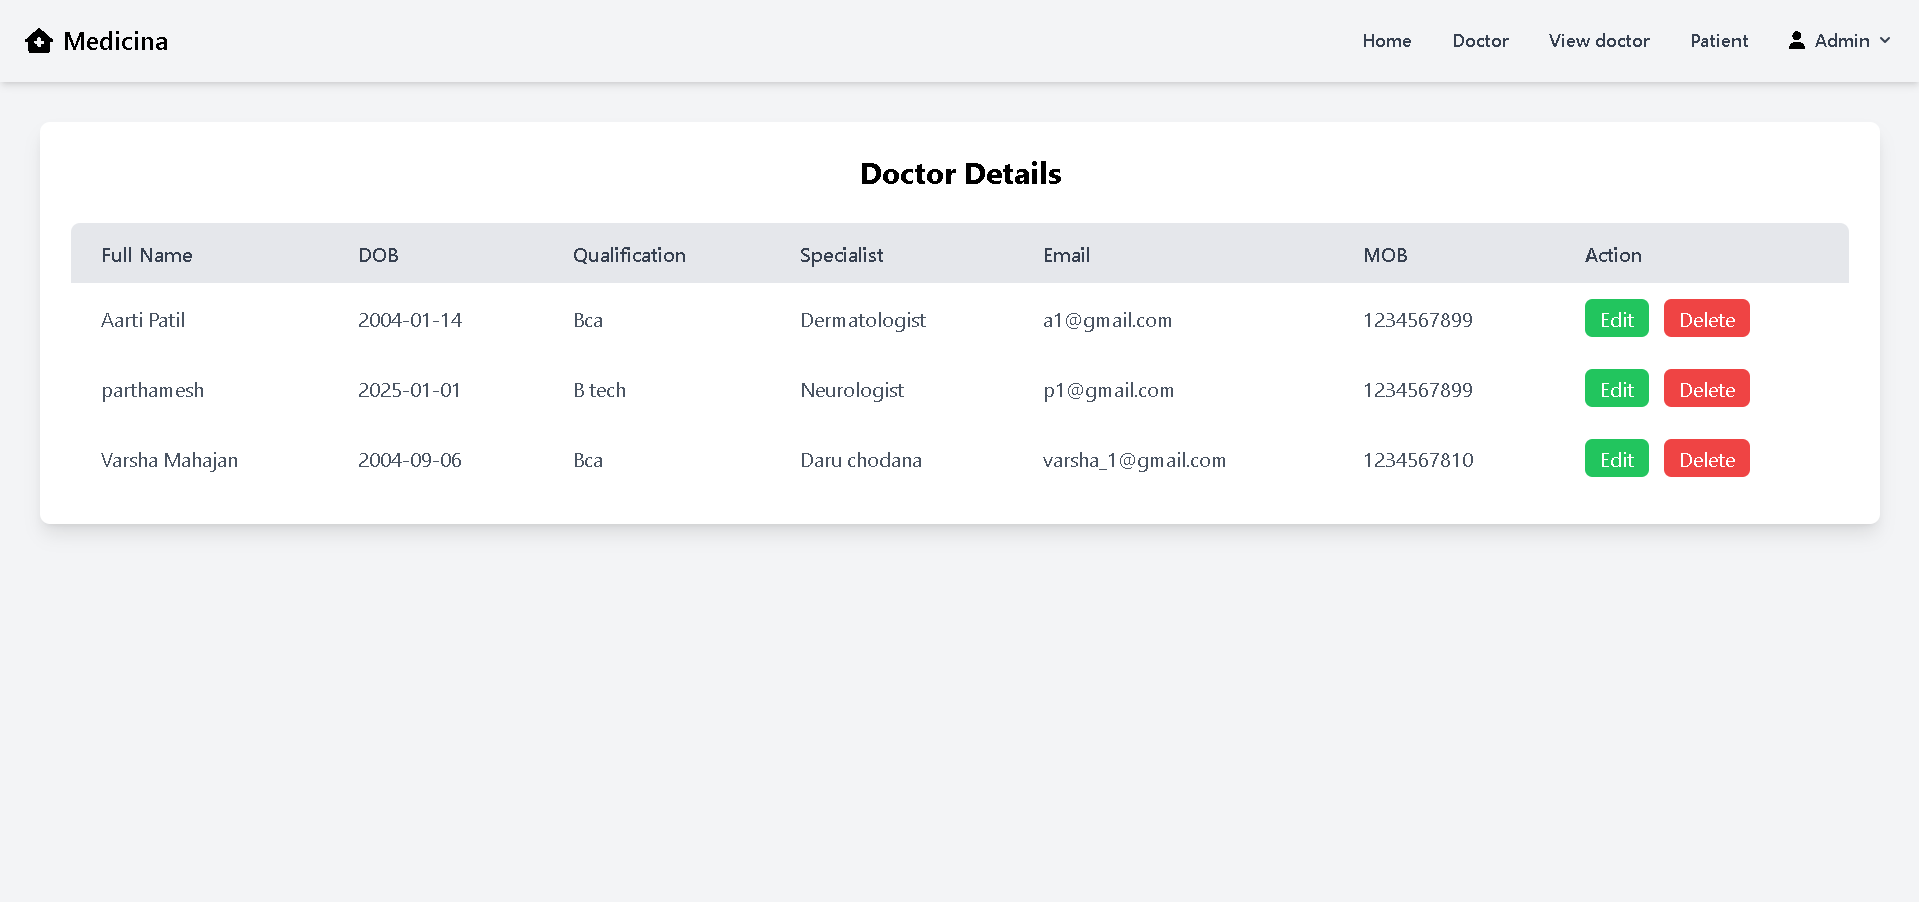 Medicina Home Doctor View doctor Patient Admin
Doctor Details
Full Name DOB Qualification Specialist Email MOB Action
Aarti Patil 2004-01-14 Bca Dermatologist a1@gmail.com 1234567899 Edit Delete
parthamesh 2025-01-01 B tech Neurologist p1@gmail.com 1234567899 Edit Delete
Varsha Mahajan 2004-09-06 Bca Daru chodana varsha_1@gmail.com 1234567810 Edit Delete